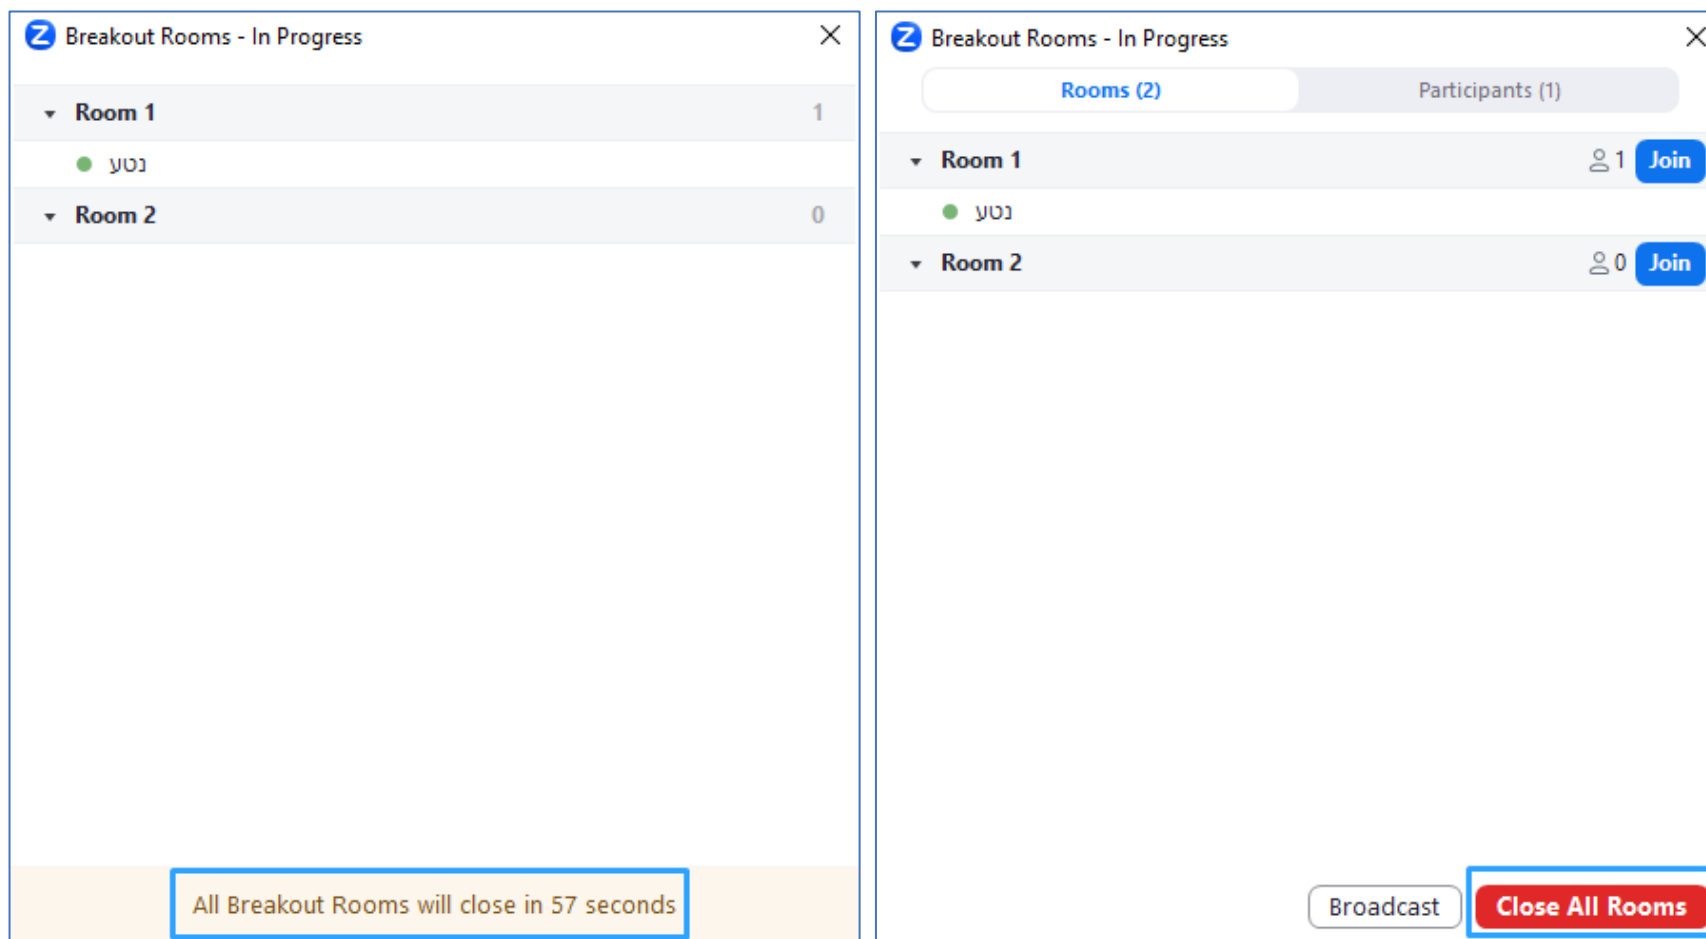 Breakout Rooms - In Progress
Room 1 1
נטע
Room 2 0
All Breakout Rooms will close in 57 seconds
Breakout Rooms - In Progress
Rooms (2) Participants (1)
Room 1 1 Join
נטע
Room 2 0 Join
Broadcast Close All Rooms